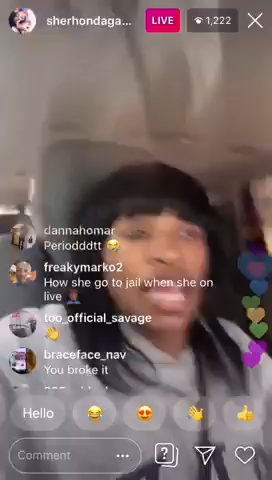 sherhondaga...
LIVE
1,222
dannahomar
Perioddddtt 😂
freakymarko2
How she go to jail when she on
live 🤦🏾‍♂️
too_official_savage
👏
braceface_nav
You broke it
Hello
😂
😍
👏
👍
Comment